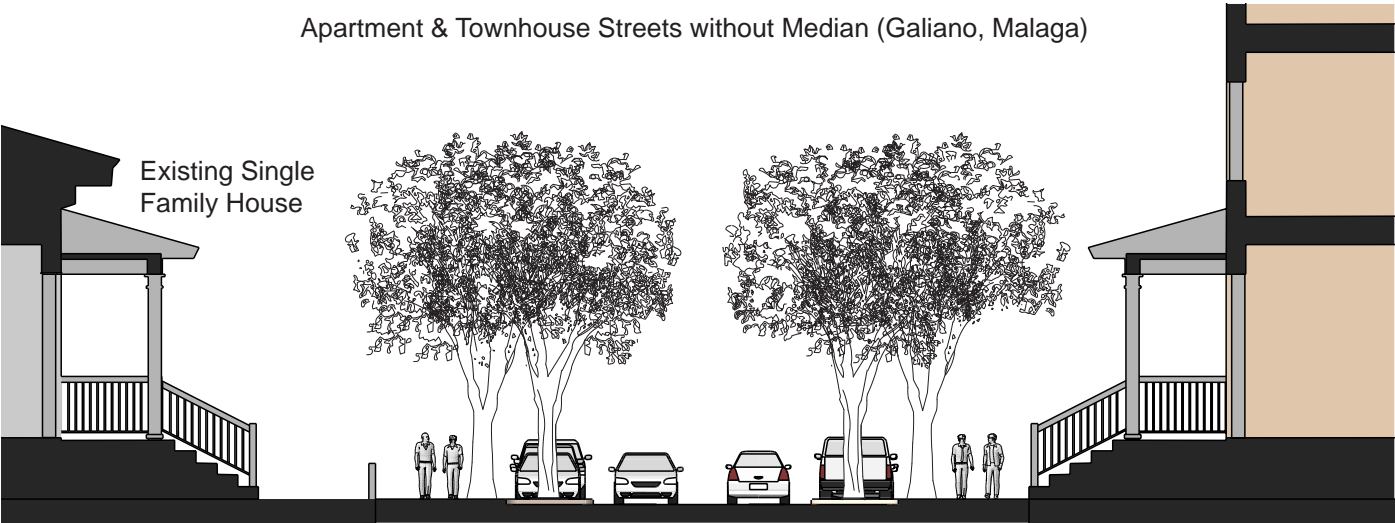 Apartment & Townhouse Streets without Median (Galiano, Malaga)
Existing Single
Family House